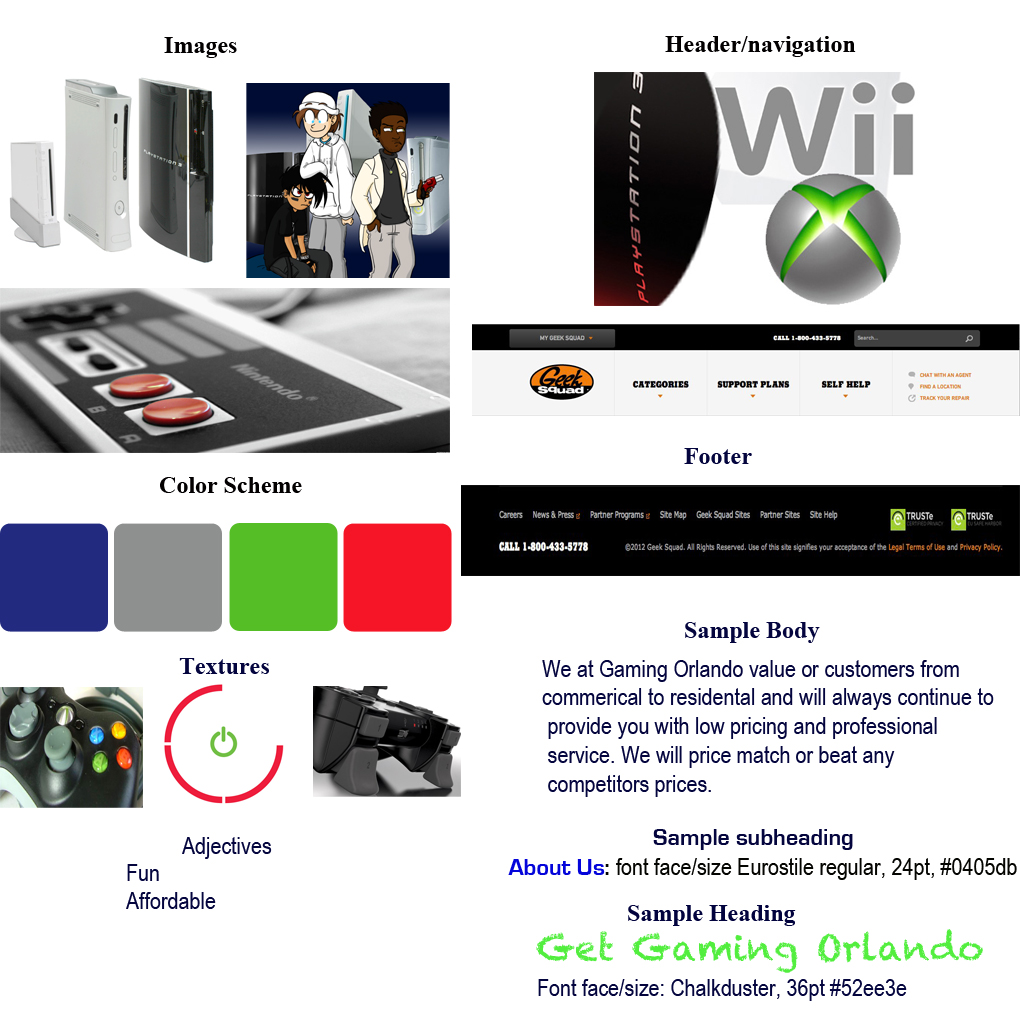 Images
PLAYSTATION 3
Nintendo®
B
A
Color Scheme
Textures
Adjectives
Fun
Affordable
Header/navigation
PLAYSTATION 3
Wii
MY GEEK SQUAD
CALL 1-800-433-5778
Search...
Geek
Squad
CATEGORIES
SUPPORT PLANS
SELF HELP
CHAT WITH AN AGENT
FIND A LOCATION
TRACK YOUR REPAIR
Footer
Careers News & Press Partner Programs Site Map Geek Squad Sites Partner Sites Site Help
TRUSTe
CERTIFIED PRIVACY
TRUSTe
EU SAFE HARBOR
CALL 1-800-433-5778
©2012 Geek Squad. All Rights Reserved. Use of this site signifies your acceptance of the Legal Terms of Use and Privacy Policy.
Sample Body
We at Gaming Orlando value or customers from
commerical to residental and will always continue to
provide you with low pricing and professional
service. We will price match or beat any
competitors prices.
Sample subheading
About Us: font face/size Eurostile regular, 24pt, #0405db
Sample Heading
Get Gaming Orlando
Font face/size: Chalkduster, 36pt #52ee3e